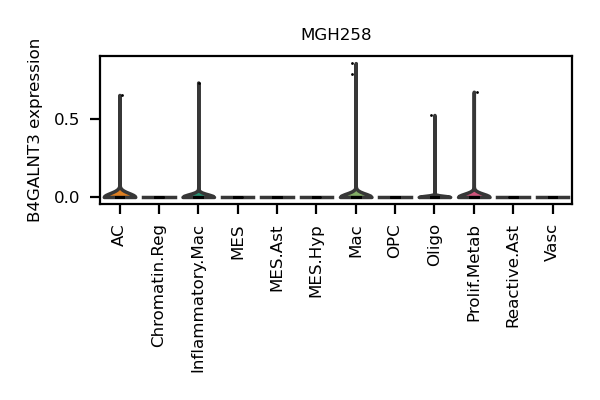 MGH258
B4GALNT3 expression
0.5
0.0
AC
Chromatin.Reg
Inflammatory.Mac
MES
MES.Ast
MES.Hyp
Mac
OPC
Oligo
Prolif.Metab
Reactive.Ast
Vasc